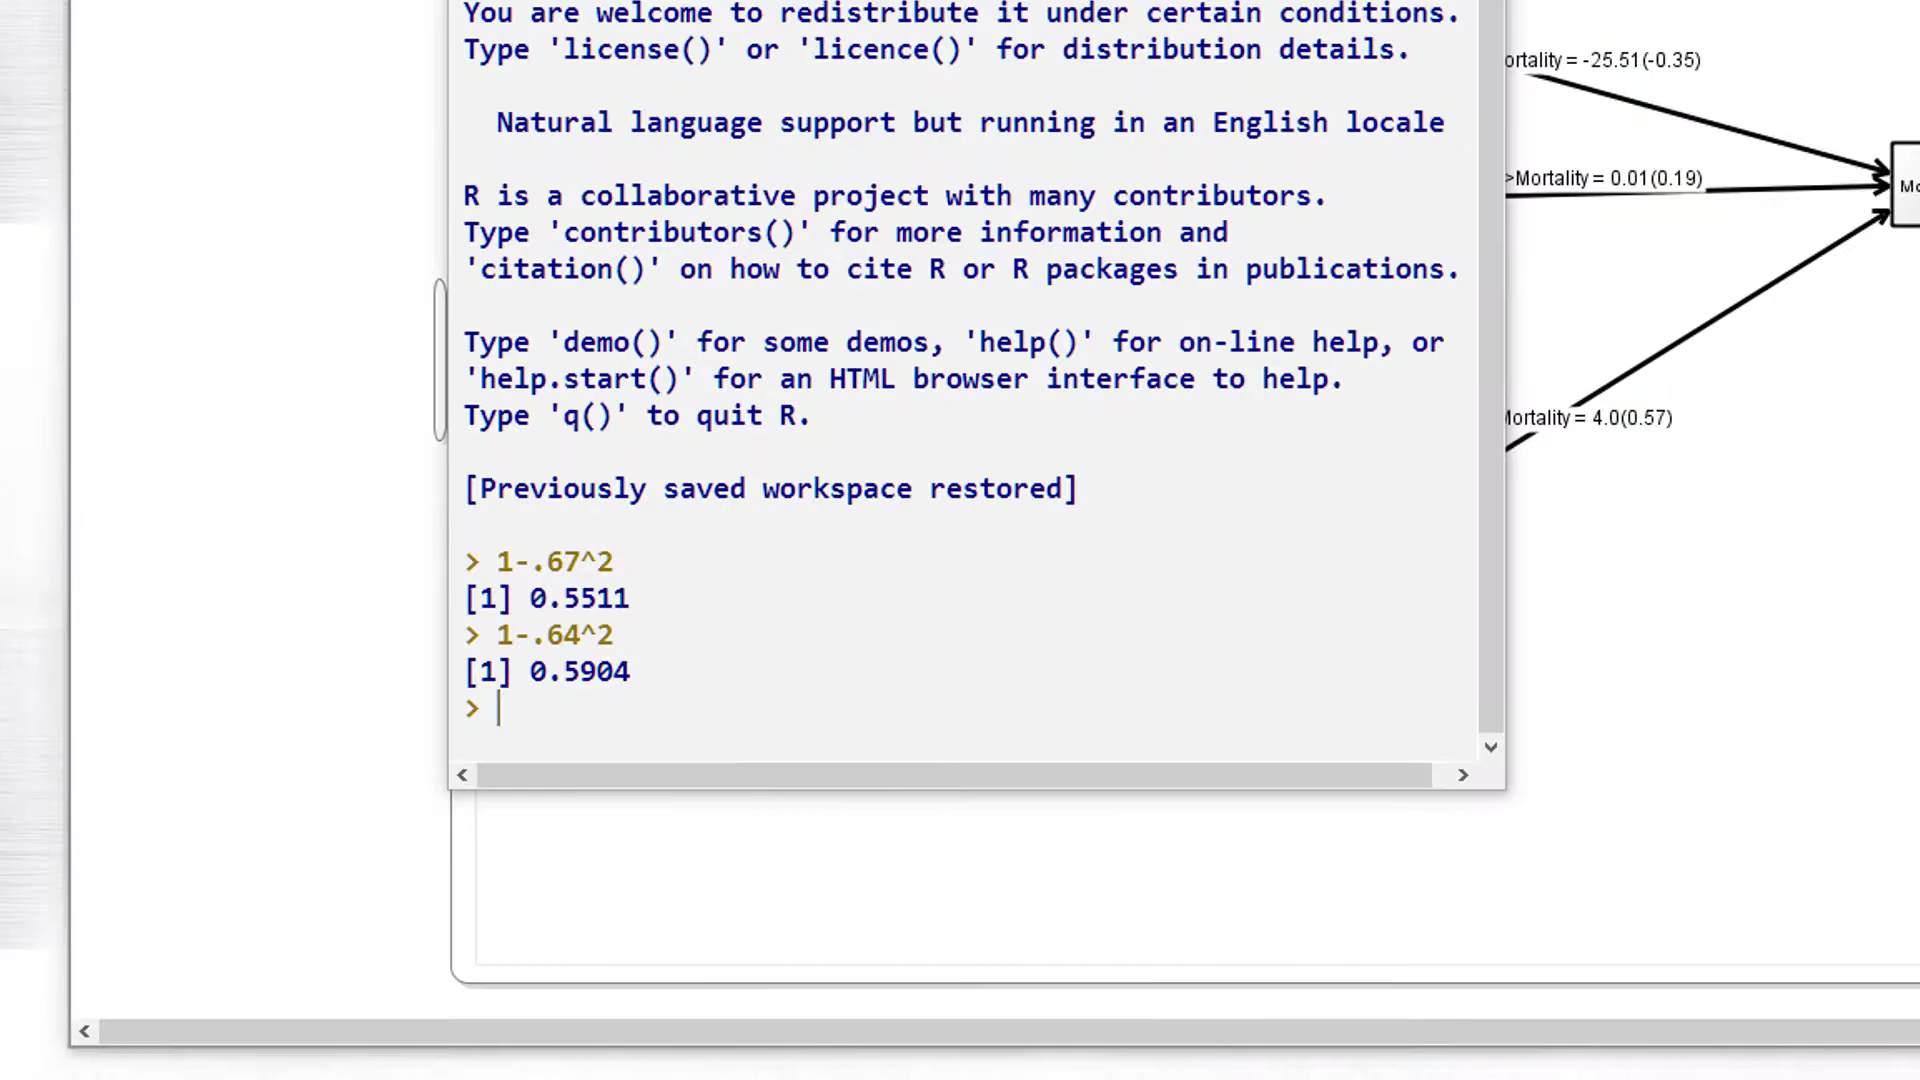 You are welcome to redistribute it under certain conditions.
Type 'license()' or 'licence()' for distribution details.
Natural language support but running in an English locale
R is a collaborative project with many contributors.
Type 'contributors()' for more information and
'citation()' on how to cite R or R packages in publications.
Type 'demo()' for some demos, 'help()' for on-line help, or
'help.start()' for an HTML browser interface to help.
Type 'q()' to quit R.
[Previously saved workspace restored]
> 1-.67^2
[1] 0.5511
> 1-.64^2
[1] 0.5904
>
ortality = -25.51(-0.35)
>Mortality = 0.01(0.19)
Mortality = 4.0(0.57)
Mo